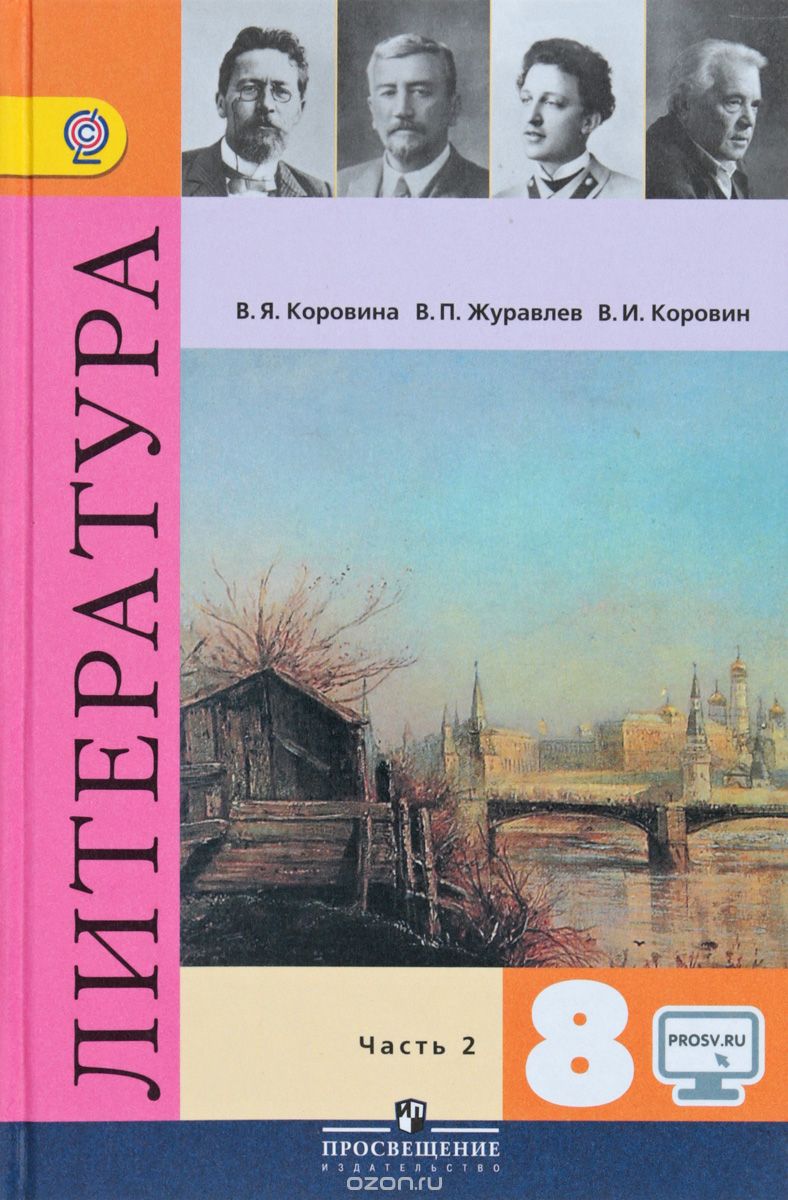 В. Я. Коровина В. П. Журавлев В. И. Коровин
ЛИТЕРАТУРА
Часть 2
8
PROSV.RU
ПРОСВЕЩЕНИЕ
ИЗДАТЕЛЬСТВО
ozon.ru